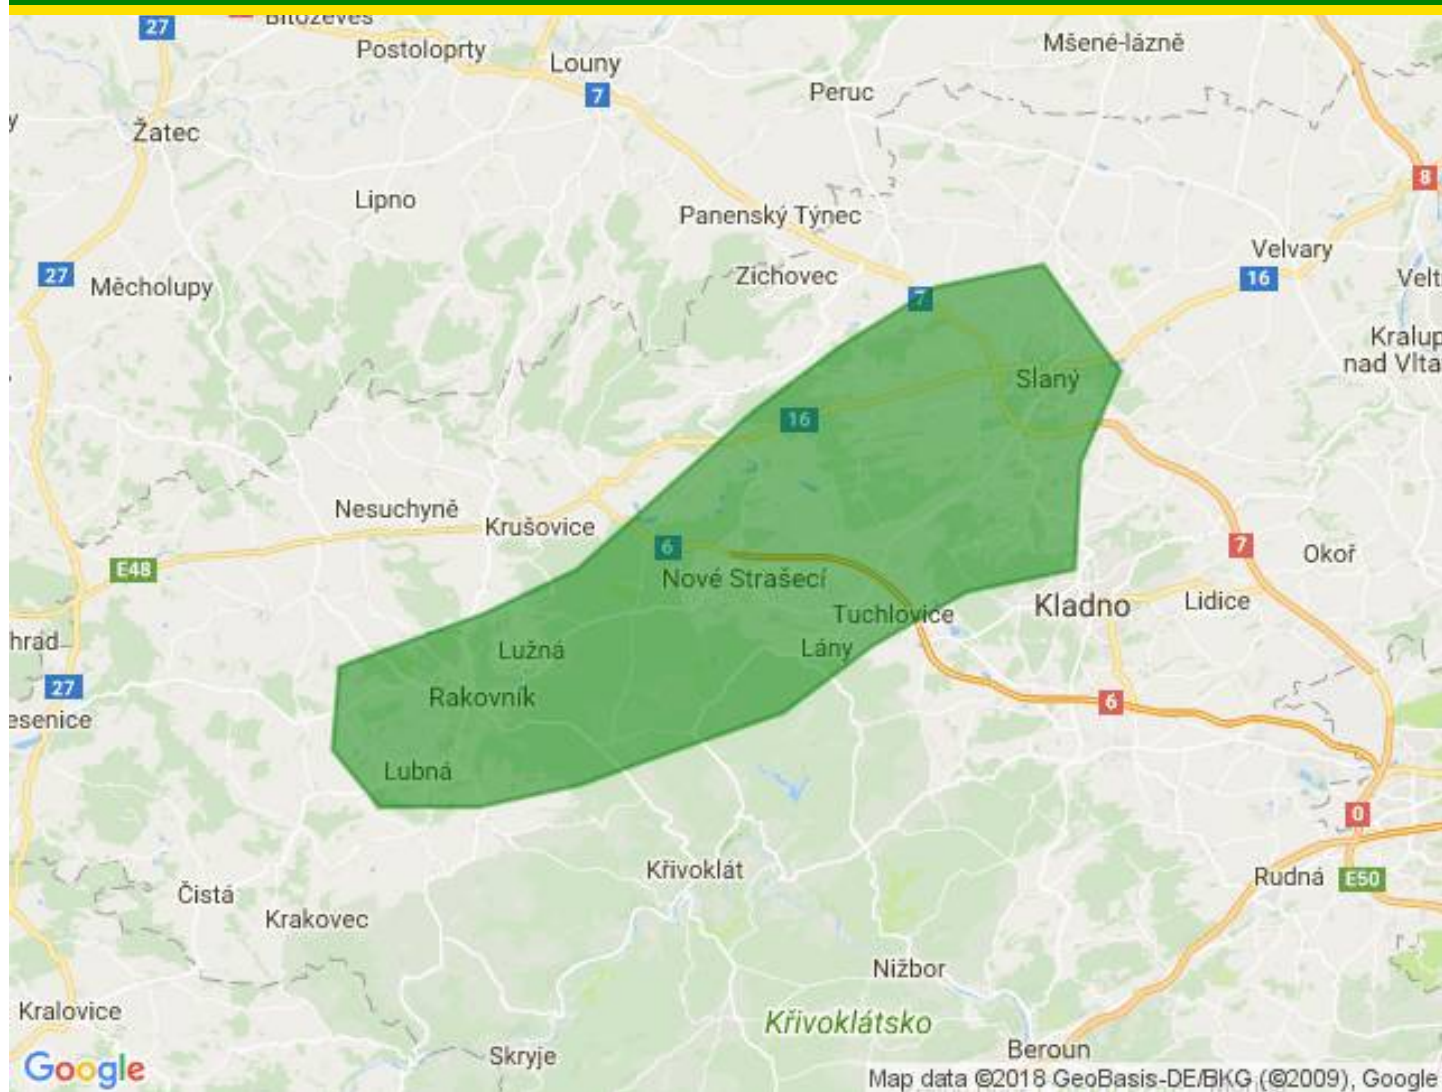 27
Postoloprty
Louny
7
Mšené-lázně
Peruc
Žatec
8
Lipno
Panenský Týnec
Velvary
27
Měcholupy
Zichovec
16
Velt
7
Kralup
nad Vlta
Slaný
16
Nesuchyně
Krušovice
6
7
Okoř
E48
Nové Strašecí
Kladno
Lidice
Tuchlovice
hrad
Lužná
Lány
27
Rakovník
6
esenice
Lubná
0
Křivoklát
Rudná
E50
Čistá
Krakovec
Nižbor
Kralovice
Křivoklátsko
Skryje
Beroun
Google
Map data ©2018 GeoBasis-DE/BKG (©2009), Google